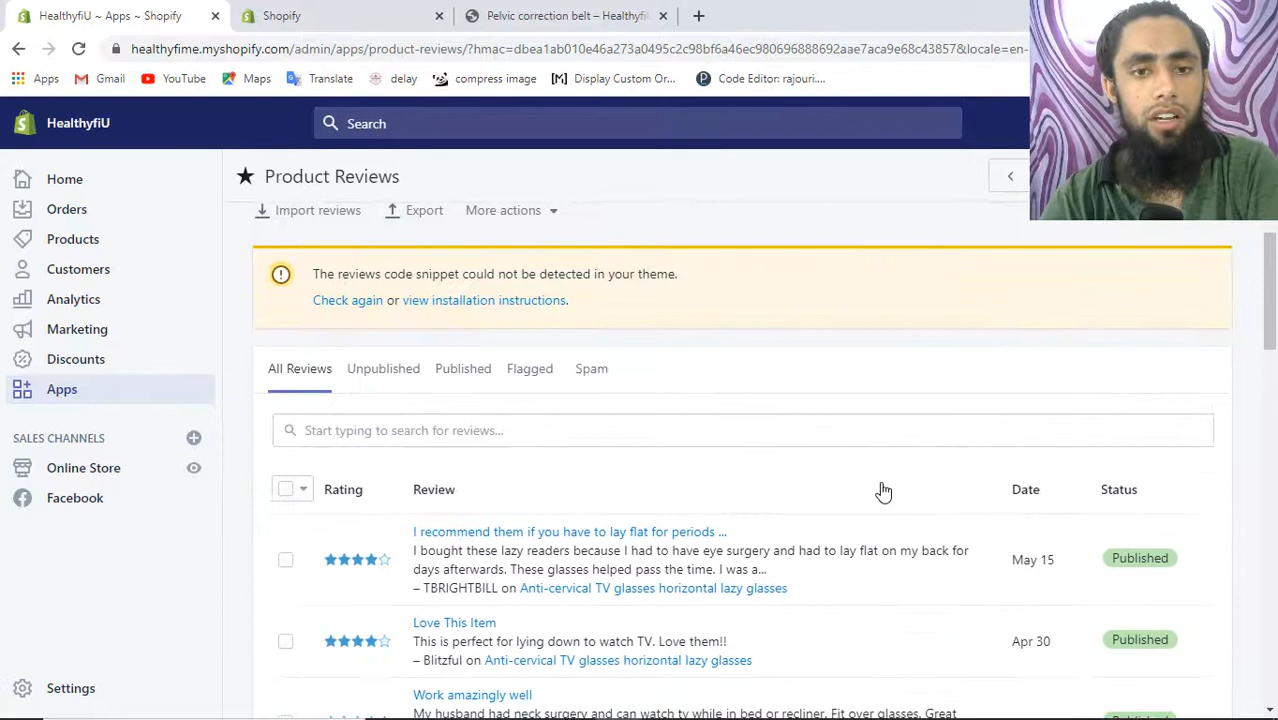 HealthyfiU ~ Apps ~ Shopify
Shopify
Pelvic correction belt – Healthyfi
healthyfime.myshopify.com/admin/apps/product-reviews/?hmac=dbea1ab010e46a273a0495c2c98bf6a46ec980696888692ae7aca9e68c43857&locale=en-
Apps
Gmail
YouTube
Maps
Translate
delay
compress image
Display Custom Or...
Code Editor: rajouri....
HealthyfiU
Search
Home
Orders
Products
Customers
Analytics
Marketing
Discounts
Apps
SALES CHANNELS
Online Store
Facebook
Settings
Product Reviews
Import reviews
Export
More actions
The reviews code snippet could not be detected in your theme.
Check again or view installation instructions.
All Reviews
Unpublished
Published
Flagged
Spam
Start typing to search for reviews...
Rating
Review
Date
Status
I recommend them if you have to lay flat for periods ...
I bought these lazy readers because I had to have eye surgery and had to lay flat on my back for
days afterwards. These glasses helped pass the time. I was a...
– TBRIGHTBILL on Anti-cervical TV glasses horizontal lazy glasses
May 15
Published
Love This Item
This is perfect for lying down to watch TV. Love them!!
– Blitzful on Anti-cervical TV glasses horizontal lazy glasses
Apr 30
Published
Work amazingly well
My husband had neck surgery and can watch tv while in bed or recliner. Fit over glasses. Great
Published